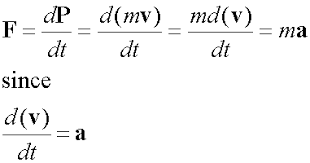 F = dP/dt = d(mv)/dt = md(v)/dt = ma
since
d(v)/dt = a